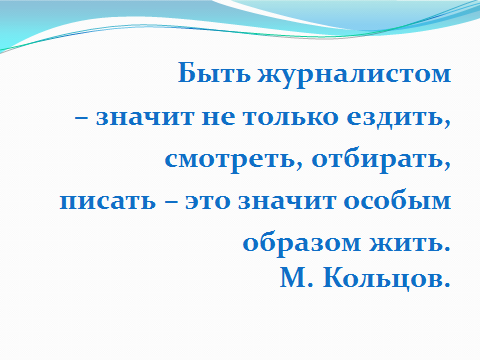 Быть журналистом
– значит не только ездить,
смотреть, отбирать,
писать – это значит особым
образом жить.
М. Кольцов.